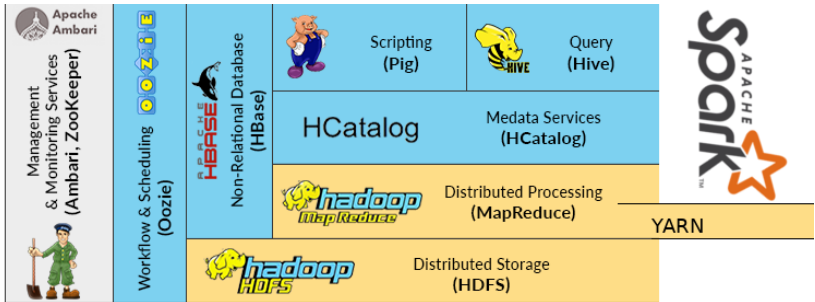 Apache
Ambari
Management
& Monitoring Services
(Ambari, ZooKeeper)
OOZIE
Workflow & Scheduling
(Oozie)
APACHE
HBASE
Non-Relational Database
(HBase)
Scripting
(Pig)
HIVE
Query
(Hive)
HCatalog
Medata Services
(HCatalog)
hadoop
MapReduce
Distributed Processing
(MapReduce)
hadoop
HDFS
Distributed Storage
(HDFS)
APACHE
Spark™
YARN